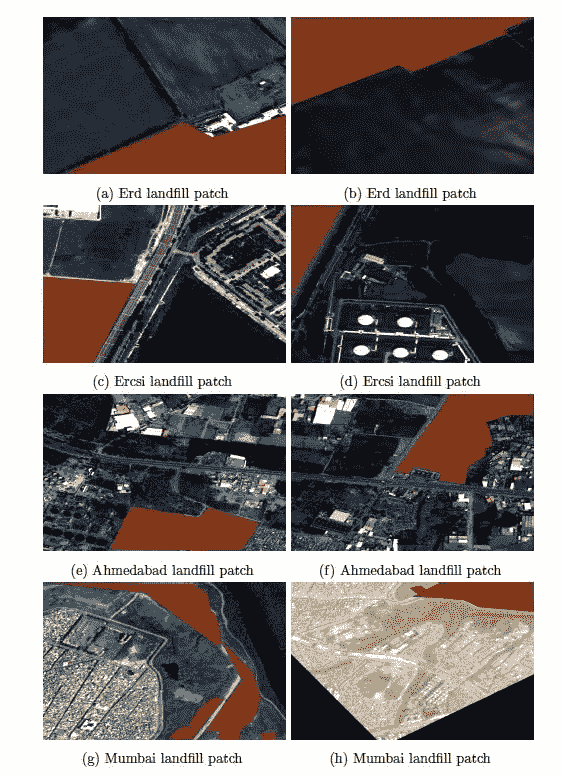 (a) Erd landfill patch
(b) Erd landfill patch
(c) Ercsi landfill patch
(d) Ercsi landfill patch
(e) Ahmedabad landfill patch
(f) Ahmedabad landfill patch
(g) Mumbai landfill patch
(h) Mumbai landfill patch